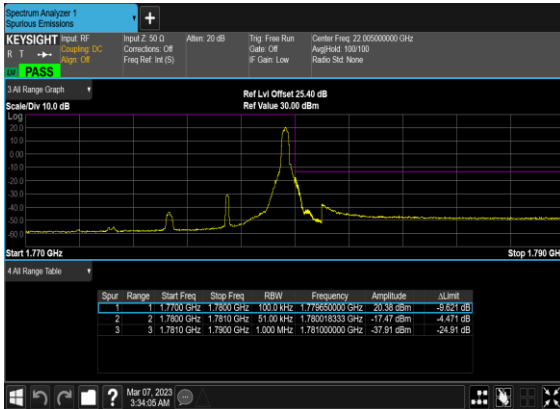 Spectrum Analyzer 1
Spurious Emissions
+
KEYSIGHT Input: RF Input Z: 50 Ω Atten: 20 dB Trig: Free Run Center Freq: 22.005000000 GHz
R T Coupling: DC Corrections: Off Gate: Off Avg|Hold: 100/100
Align: Off Freq Ref: Int (S) IF Gain: Low Radio Std: None
PASS
3 All Range Graph
Ref Lvl Offset 25.40 dB
Scale/Div 10.0 dB Ref Value 30.00 dBm
Log
20.0
10.0
0.00
-10.0
-20.0
-30.0
-40.0
-50.0
-60.0
Start 1.770 GHz Stop 1.790 GH
4 All Range Table
Spur Range Start Freq Stop Freq RBW Frequency Amplitude ΔLimit
1 1 1.7700 GHz 1.7800 GHz 100.0 kHz 1.779650000 GHz 20.38 dBm -9.621 dB
2 2 1.7800 GHz 1.7810 GHz 51.00 kHz 1.780018333 GHz -17.47 dBm -4.471 dB
3 3 1.7810 GHz 1.7900 GHz 1.000 MHz 1.781000000 GHz -37.91 dBm -24.91 dB
? Mar 07, 2023
3:34:05 AM